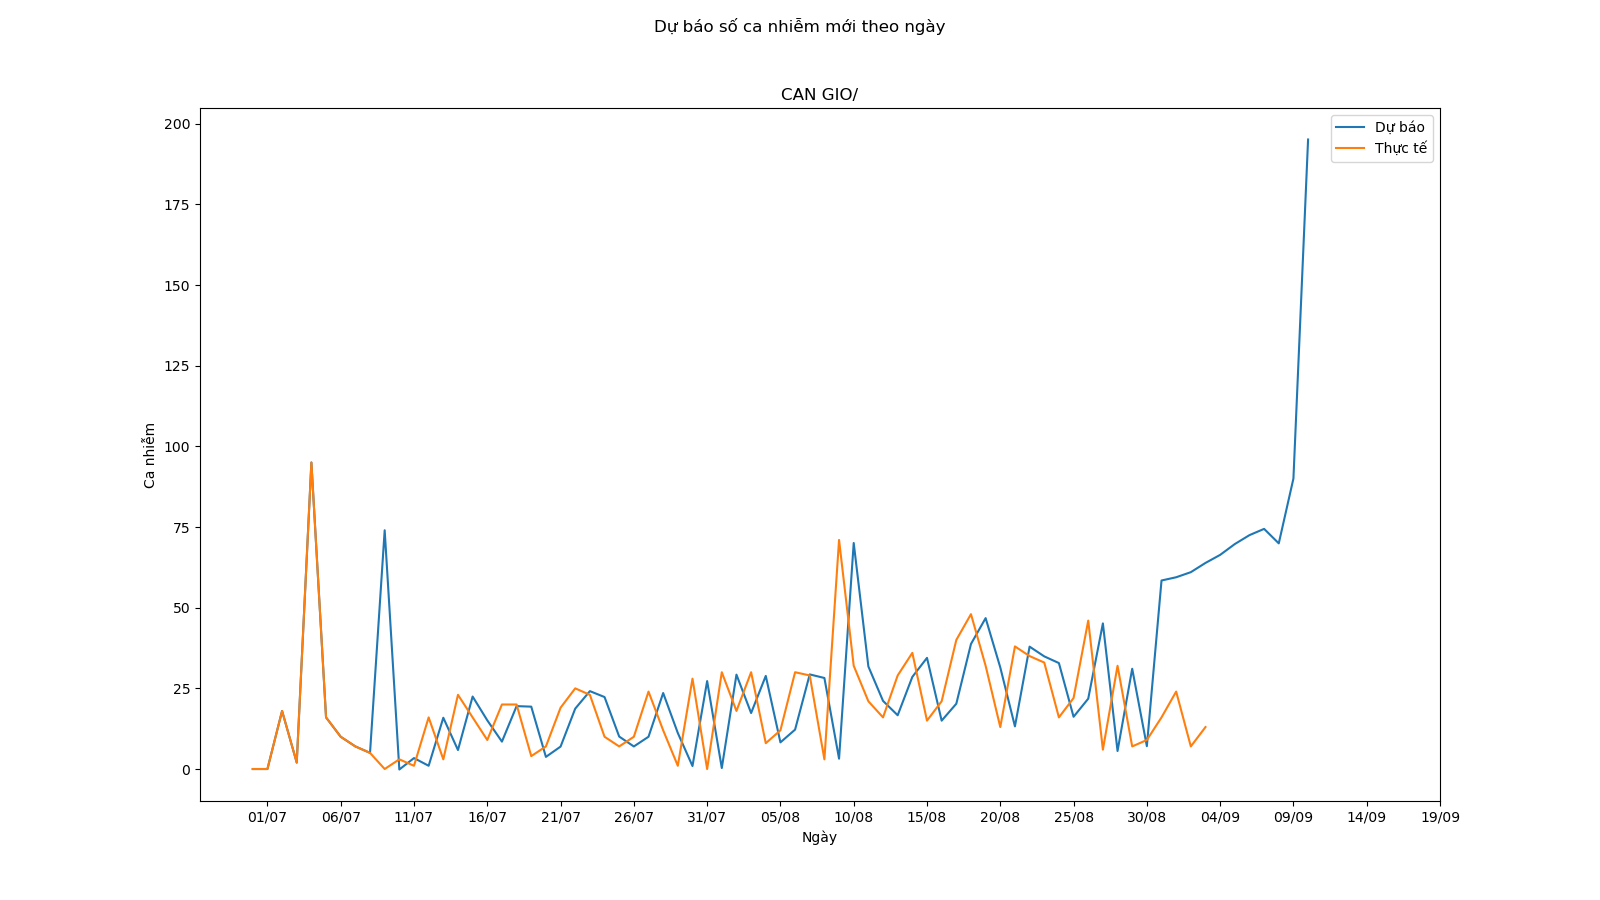 Dự báo số ca nhiễm mới theo ngày
CAN GIO/
Dự báo
Thực tế
200
175
150
125
100
75
50
25
0
Ca nhiễm
01/07 06/07 11/07 16/07 21/07 26/07 31/07 05/08 10/08 15/08 20/08 25/08 30/08 04/09 09/09 14/09 19/09
Ngày